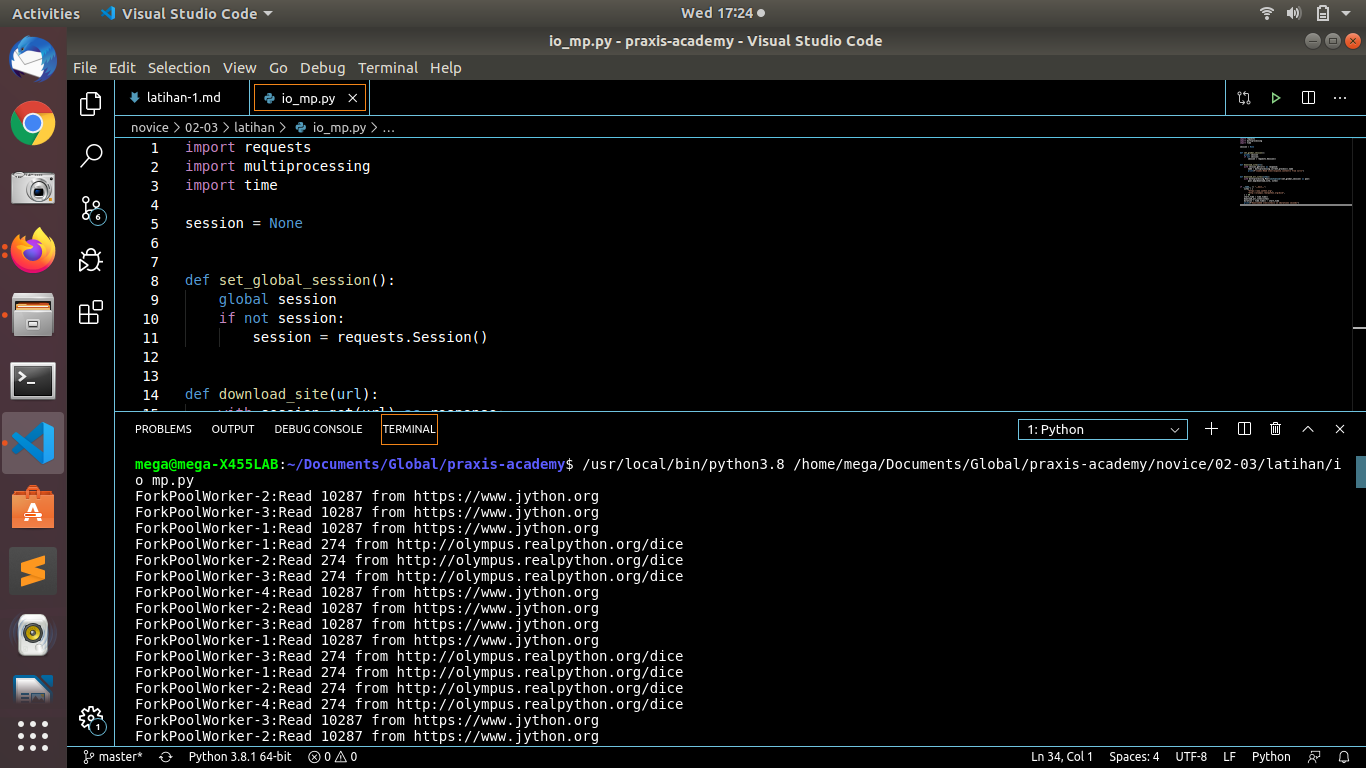 Activities Visual Studio Code Wed 17:24
io_mp.py - praxis-academy - Visual Studio Code
File Edit Selection View Go Debug Terminal Help
latihan-1.md io_mp.py
novice 02-03 latihan io_mp.py ...
1 import requests
2 import multiprocessing
3 import time
4
5 session = None
6
7
8 def set_global_session():
9 global session
10 if not session:
11 session = requests.Session()
12
13
14 def download_site(url):
15 with session.get(url) as response:
6
PROBLEMS OUTPUT DEBUG CONSOLE TERMINAL 1: Python
mega@mega-X455LAB:~/Documents/Global/praxis-academy$ /usr/local/bin/python3.8 /home/mega/Documents/Global/praxis-academy/novice/02-03/latihan/i
o mp.py
ForkPoolWorker-2:Read 10287 from https://www.jython.org
ForkPoolWorker-3:Read 10287 from https://www.jython.org
ForkPoolWorker-1:Read 10287 from https://www.jython.org
ForkPoolWorker-1:Read 274 from http://olympus.realpython.org/dice
ForkPoolWorker-2:Read 274 from http://olympus.realpython.org/dice
ForkPoolWorker-3:Read 274 from http://olympus.realpython.org/dice
ForkPoolWorker-4:Read 10287 from https://www.jython.org
ForkPoolWorker-2:Read 10287 from https://www.jython.org
ForkPoolWorker-3:Read 10287 from https://www.jython.org
ForkPoolWorker-1:Read 10287 from https://www.jython.org
ForkPoolWorker-3:Read 274 from http://olympus.realpython.org/dice
ForkPoolWorker-1:Read 274 from http://olympus.realpython.org/dice
ForkPoolWorker-2:Read 274 from http://olympus.realpython.org/dice
ForkPoolWorker-4:Read 274 from http://olympus.realpython.org/dice
ForkPoolWorker-3:Read 10287 from https://www.jython.org
ForkPoolWorker-2:Read 10287 from https://www.jython.org
1
master* Python 3.8.1 64-bit 0 0 Ln 34, Col 1 Spaces: 4 UTF-8 LF Python